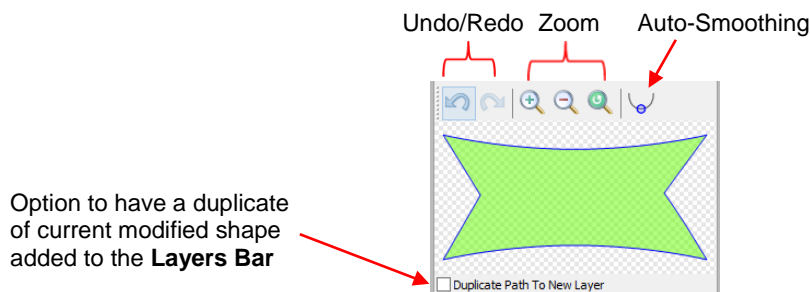 Undo/Redo Zoom Auto-Smoothing
Option to have a duplicate
of current modified shape
added to the Layers Bar
Duplicate Path To New Layer